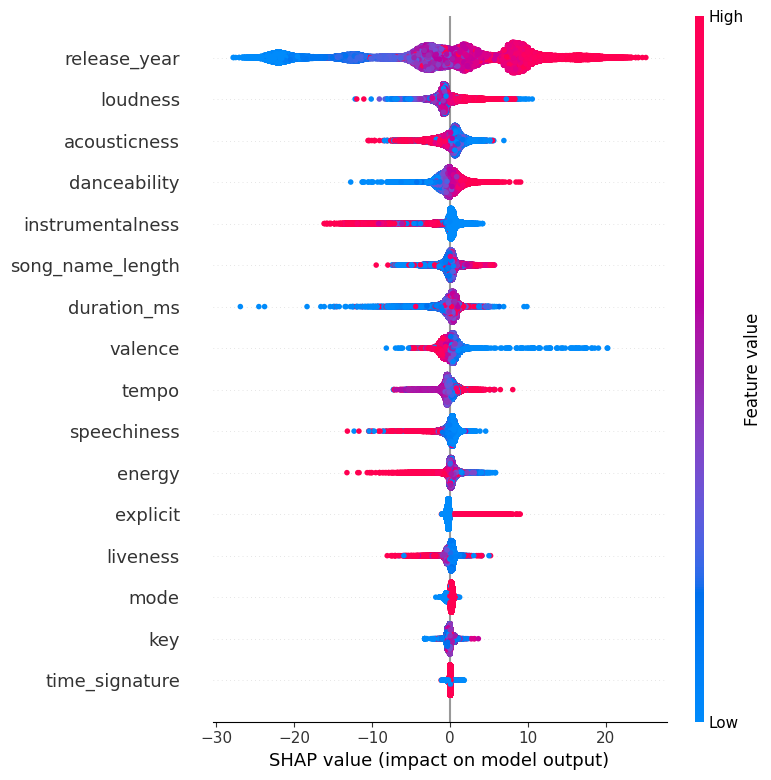 High
release_year
loudness
acousticness
danceability
instrumentalness
song_name_length
duration_ms
valence
tempo
speechiness
energy
explicit
liveness
mode
key
time_signature
Feature value
Low
−30 −20 −10 0 10 20
SHAP value (impact on model output)